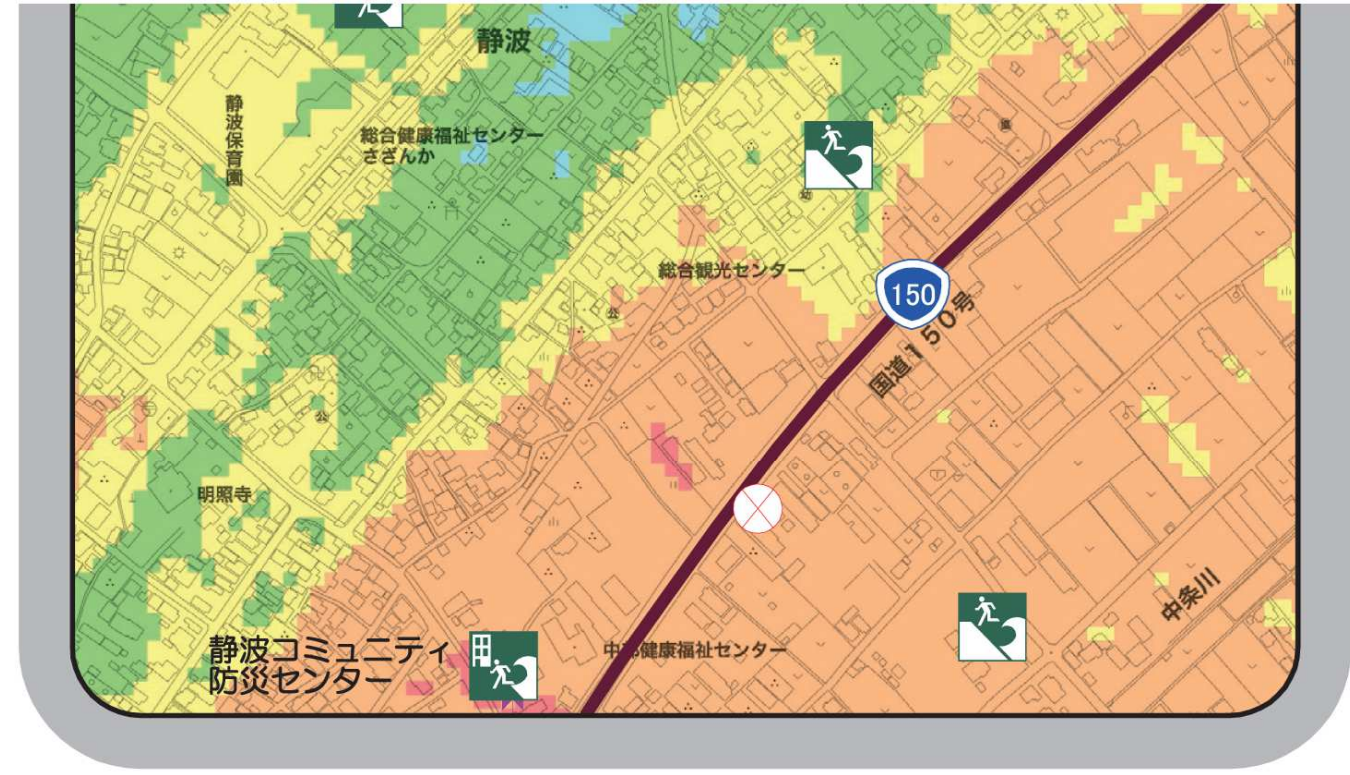 静波
静波保育園
総合健康福祉センター
さざんか
幼
総合観光センター
150
国道150号
公
公
明照寺
中条川
静波コミュニティ
防災センター
中部健康福祉センター